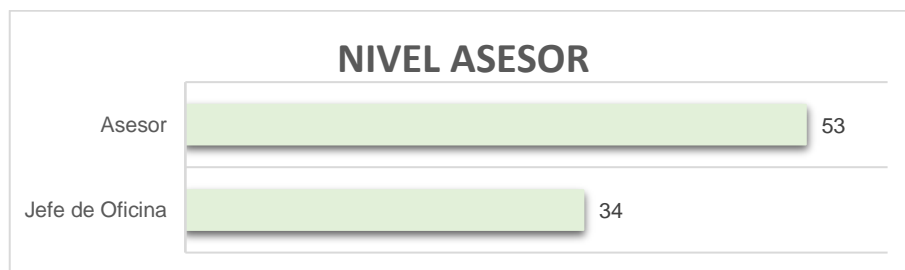 NIVEL ASESOR
Asesor 53
Jefe de Oficina 34